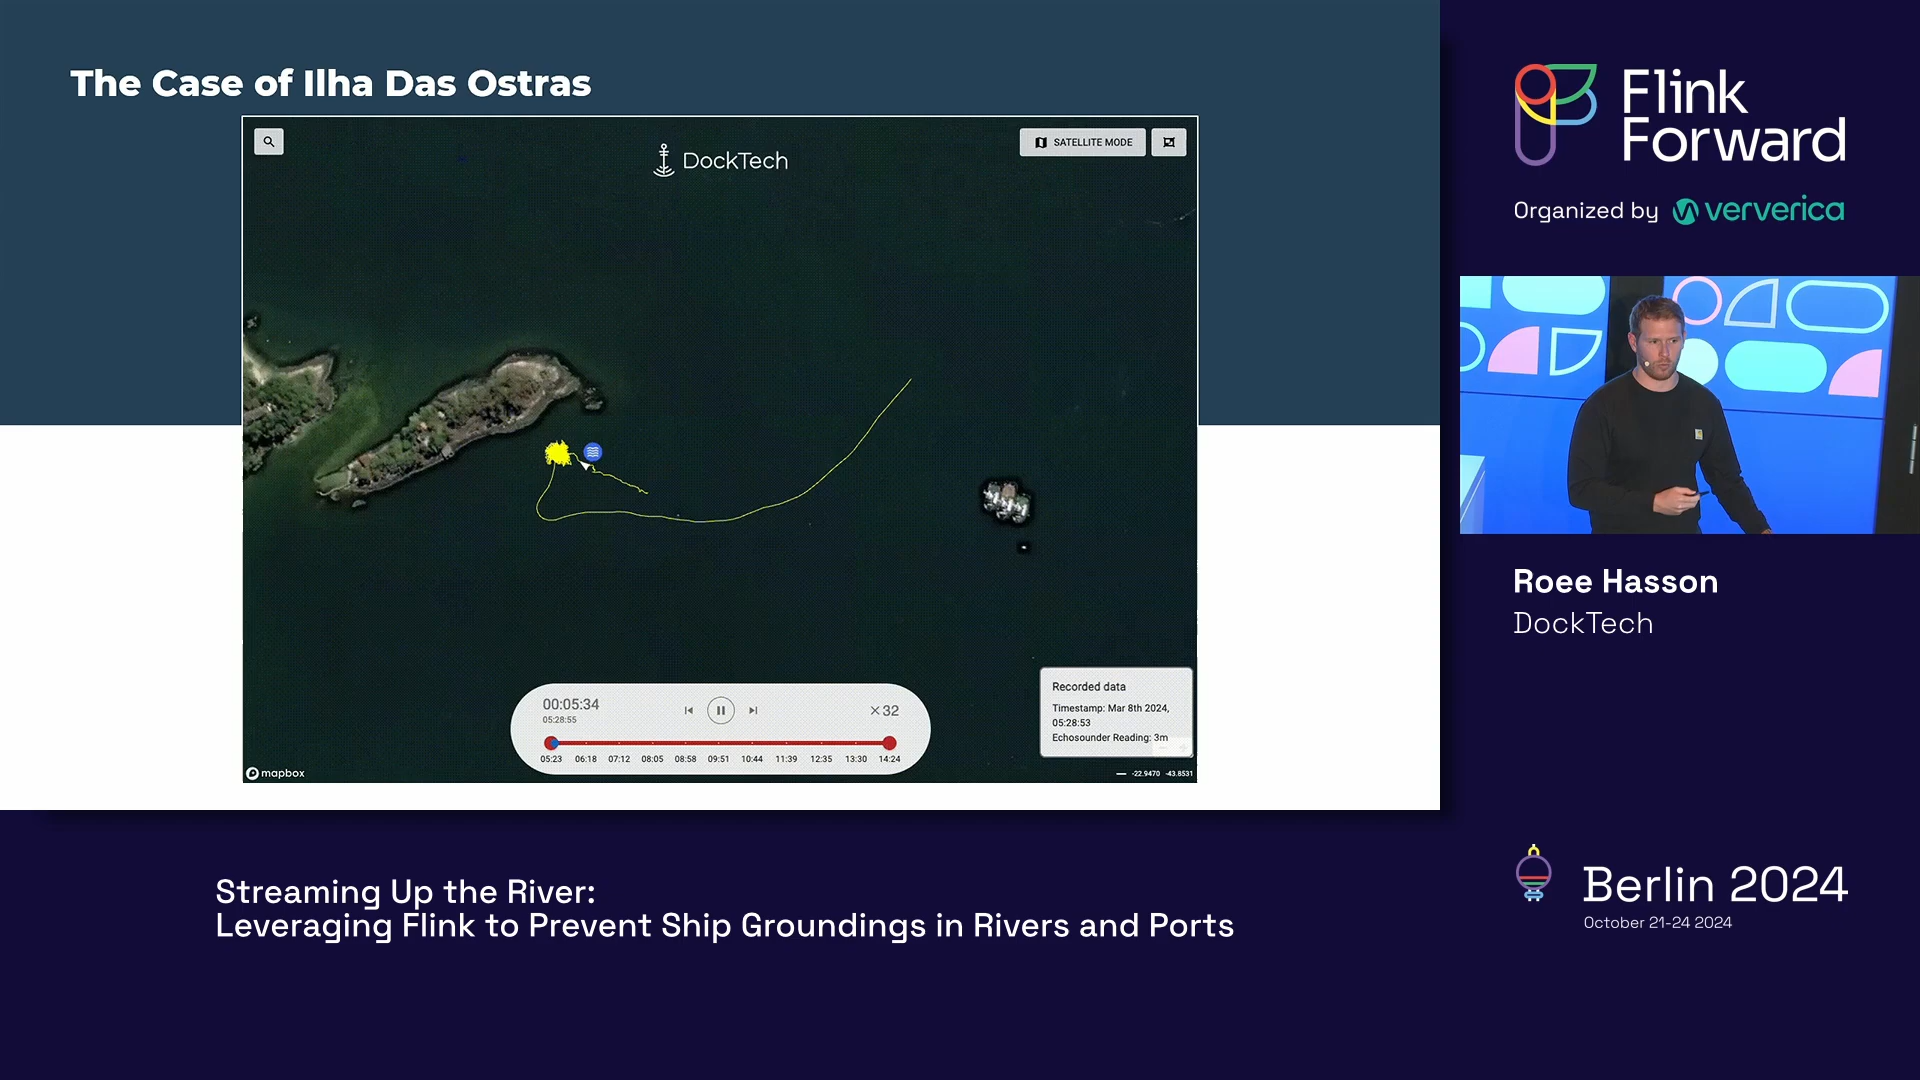 The Case of Ilha Das Ostras
DockTech
SATELLITE MODE
00:05:34
05:28:55
×32
05:23 06:18 07:12 08:05 08:58 09:51 10:44 11:39 12:35 13:30 14:24
Recorded data
Timestamp: Mar 8th 2024,
05:28:53
Echosounder Reading: 3m
mapbox
-22.9470 -43.8531
Flink
Forward
Organized by ververica
Roee Hasson
DockTech
Streaming Up the River:
Leveraging Flink to Prevent Ship Groundings in Rivers and Ports
Berlin 2024
October 21-24 2024